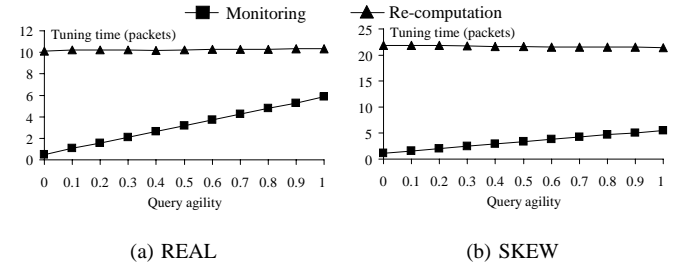 Monitoring Re-computation
Tuning time (packets)
12
10
8
6
4
2
0
0 0.1 0.2 0.3 0.4 0.5 0.6 0.7 0.8 0.9 1
Query agility
(a) REAL
Tuning time (packets)
25
20
15
10
5
0
0 0.1 0.2 0.3 0.4 0.5 0.6 0.7 0.8 0.9 1
Query agility
(b) SKEW